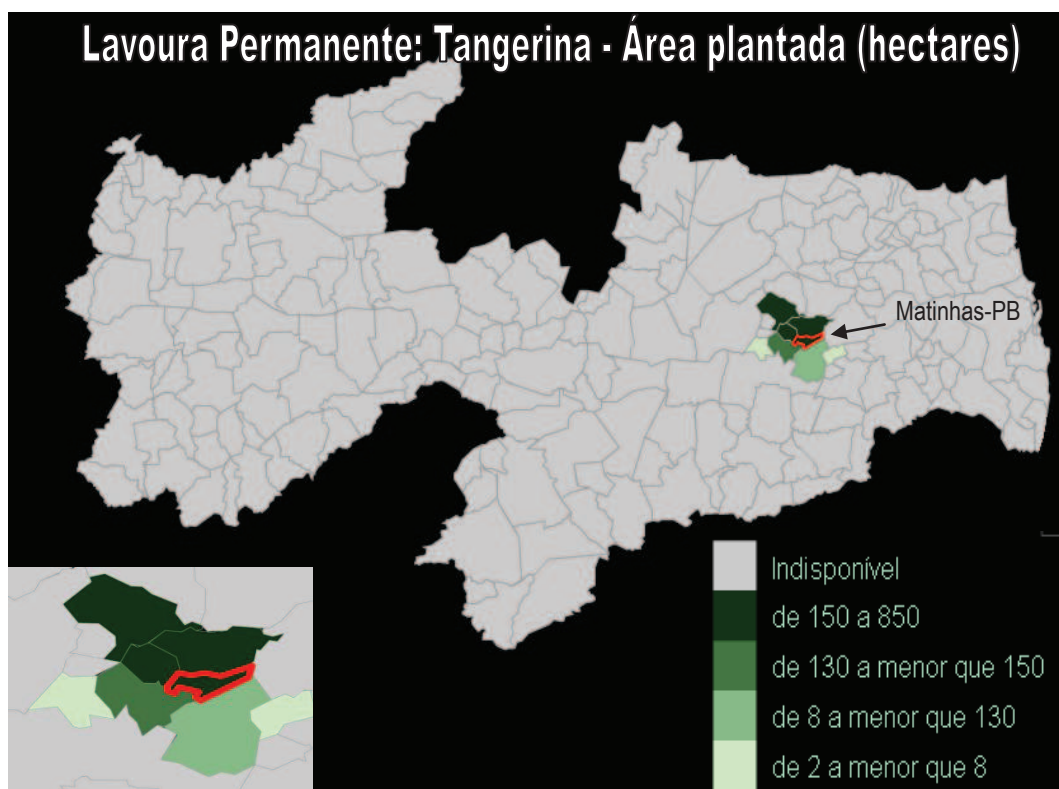 Lavoura Permanente: Tangerina - Área plantada (hectares)
Matinhas-PB
Indisponível
de 150 a 850
de 130 a menor que 150
de 8 a menor que 130
de 2 a menor que 8